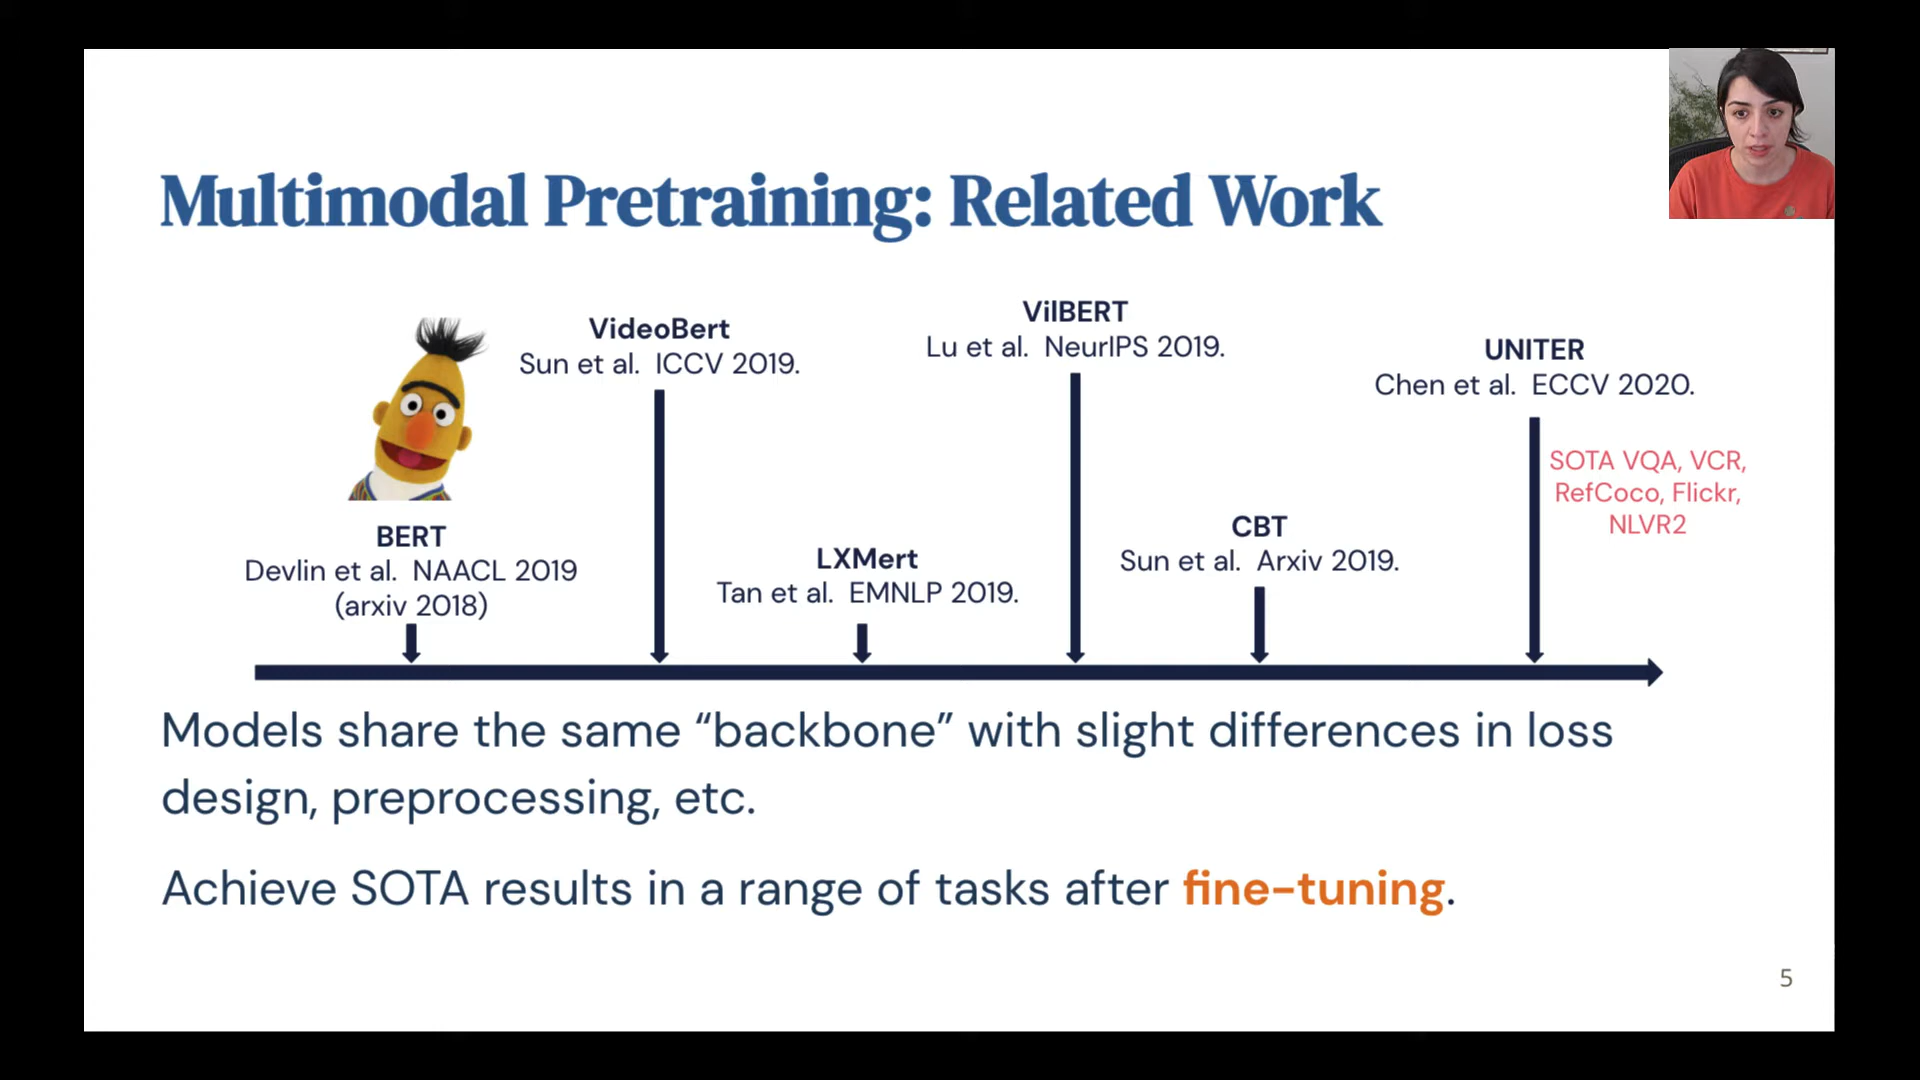 Multimodal Pretraining: Related Work
VideoBert
Sun et al. ICCV 2019.
VilBERT
Lu et al. NeurIPS 2019.
UNITER
Chen et al. ECCV 2020.
SOTA VQA, VCR,
RefCoco, Flickr,
NLVR2
BERT
Devlin et al. NAACL 2019
(arxiv 2018)
LXMert
Tan et al. EMNLP 2019.
CBT
Sun et al. Arxiv 2019.
Models share the same “backbone” with slight differences in loss
design, preprocessing, etc.
Achieve SOTA results in a range of tasks after fine-tuning.
5